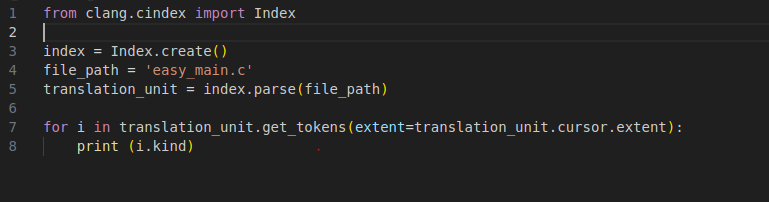 1 from clang.cindex import Index
2
3 index = Index.create()
4 file_path = 'easy_main.c'
5 translation_unit = index.parse(file_path)
6
7 for i in translation_unit.get_tokens(extent=translation_unit.cursor.extent):
8     print (i.kind)